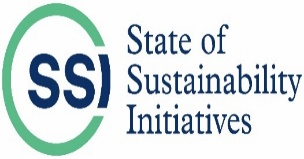 SSI
State of
Sustainability
Initiatives